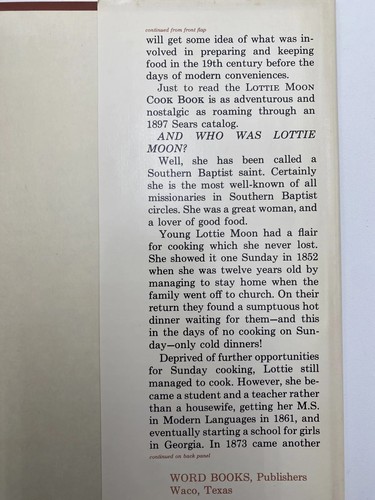 continued from front flap
will get some idea of what was in-
volved in preparing and keeping
food in the 19th century before the
days of modern conveniences.
Just to read the LOTTIE MOON
COOK BOOK is as adventurous and
nostalgic as roaming through an
1897 Sears catalog.
AND WHO WAS LOTTIE
MOON?
Well, she has been called a
Southern Baptist saint. Certainly
she is the most well-known of all
missionaries in Southern Baptist
circles. She was a great woman, and
a lover of good food.
Young Lottie Moon had a flair
for cooking which she never lost.
She showed it one Sunday in 1852
when she was twelve years old by
managing to stay home when the
family went off to church. On their
return they found a sumptuous hot
dinner waiting for them—and this
in the days of no cooking on Sun-
day—only cold dinners!
Deprived of further opportunities
for Sunday cooking, Lottie still
managed to cook. However, she be-
came a student and a teacher rather
than a housewife, getting her M.S.
in Modern Languages in 1861, and
eventually starting a school for girls
in Georgia. In 1873 came another
continued on back panel
WORD BOOKS, Publishers
Waco, Texas